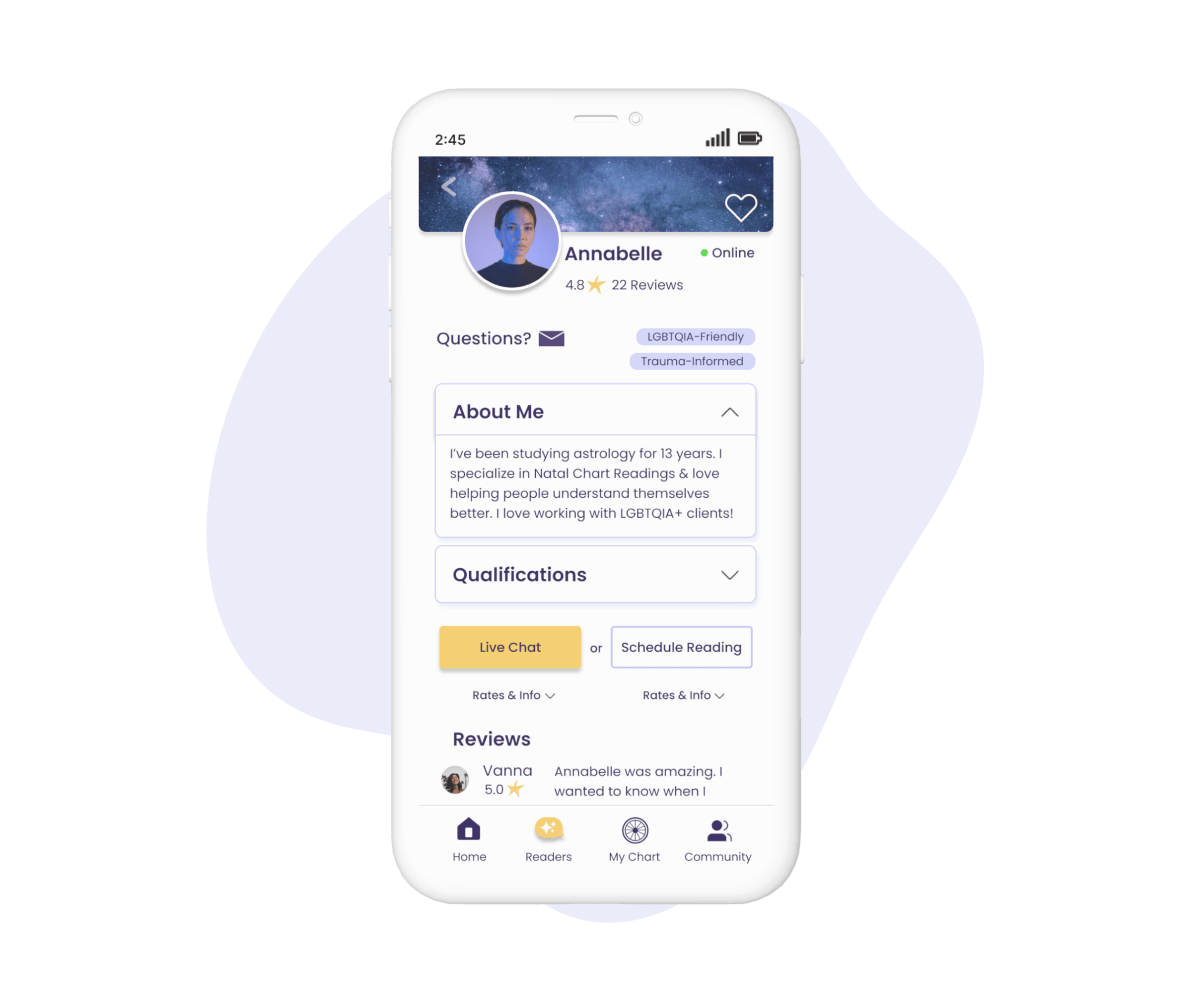 2:45
Annabelle
Online
4.8 22 Reviews
Questions?
LGBTQIA-Friendly
Trauma-Informed
About Me
I've been studying astrology for 13 years. I
specialize in Natal Chart Readings & love
helping people understand themselves
better. I love working with LGBTQIA+ clients!
Qualifications
Live Chat or Schedule Reading
Rates & Info Rates & Info
Reviews
Vanna
5.0
Annabelle was amazing. I
wanted to know when I
Home Readers My Chart Community